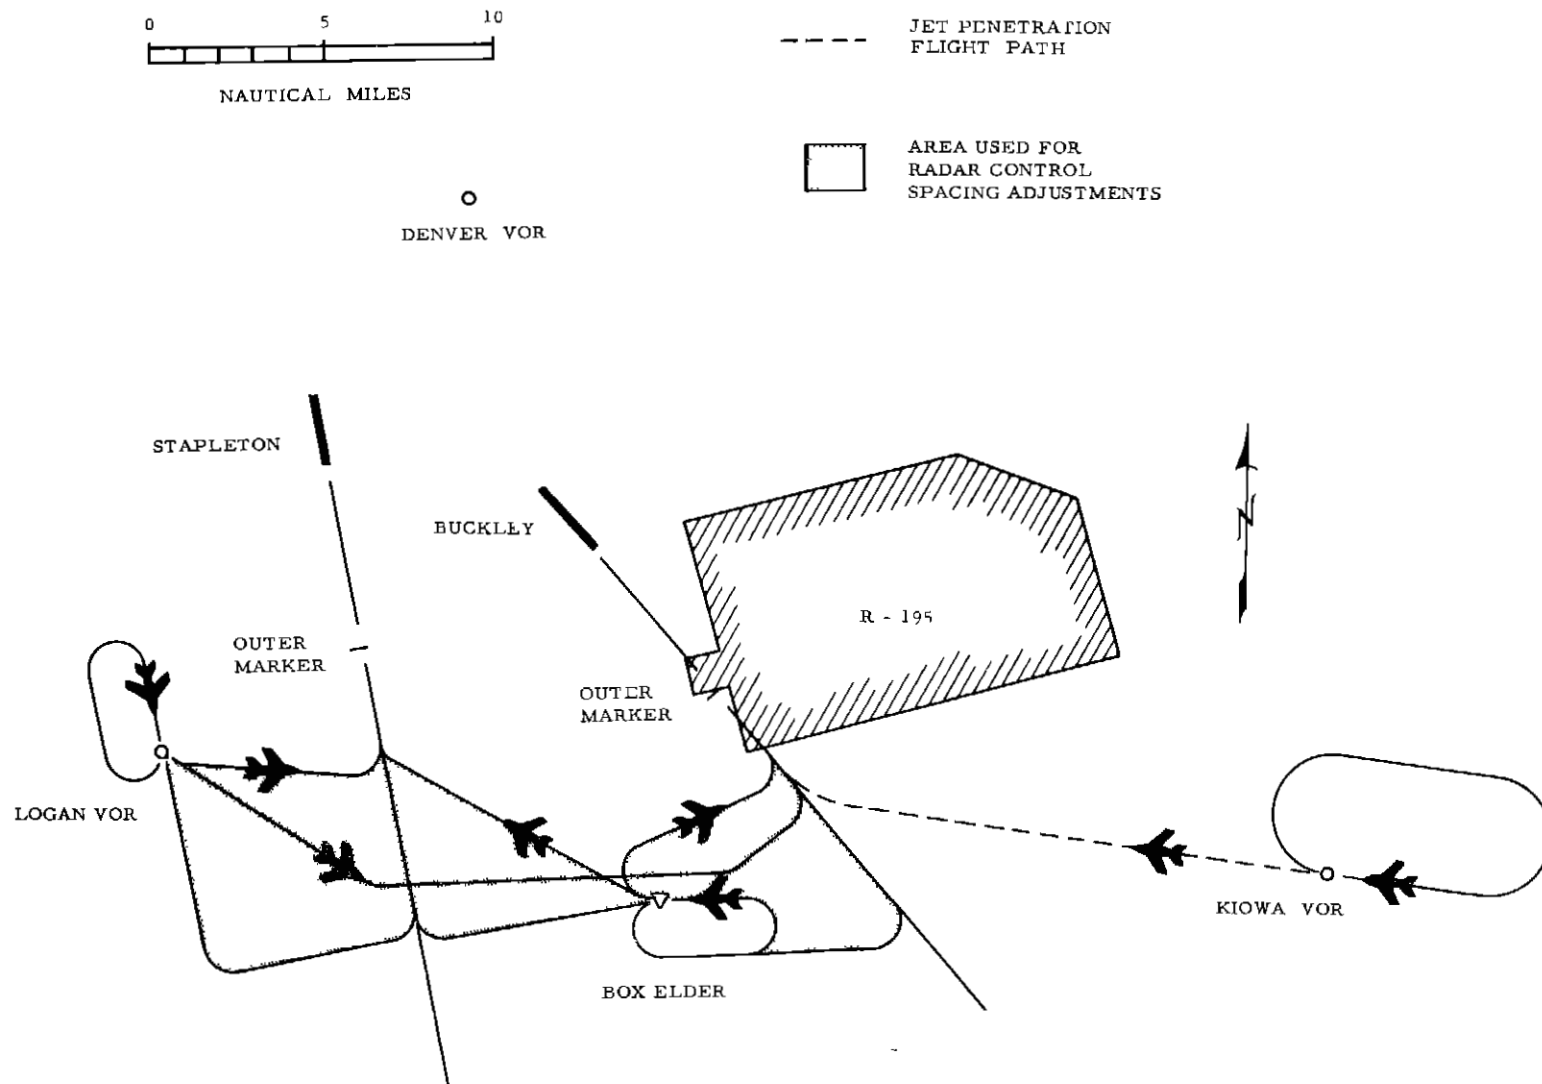 0 5 10
NAUTICAL MILES
JET PENETRATION
FLIGHT PATH
AREA USED FOR
RADAR CONTROL
SPACING ADJUSTMENTS
DENVER VOR
STAPLETON
BUCKLEY
N
R - 195
OUTER
MARKER
OUTER
MARKER
LOGAN VOR
KIOWA VOR
BOX ELDER